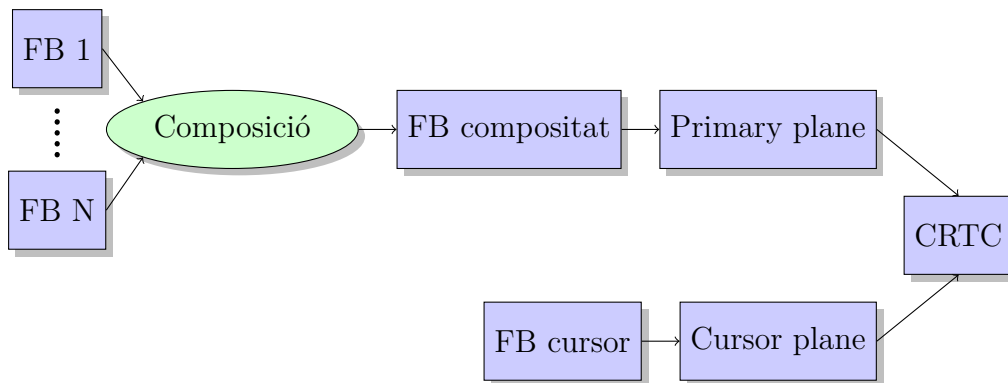 FB 1
Composició
FB compositat
Primary plane
FB N
CRTC
FB cursor
Cursor plane